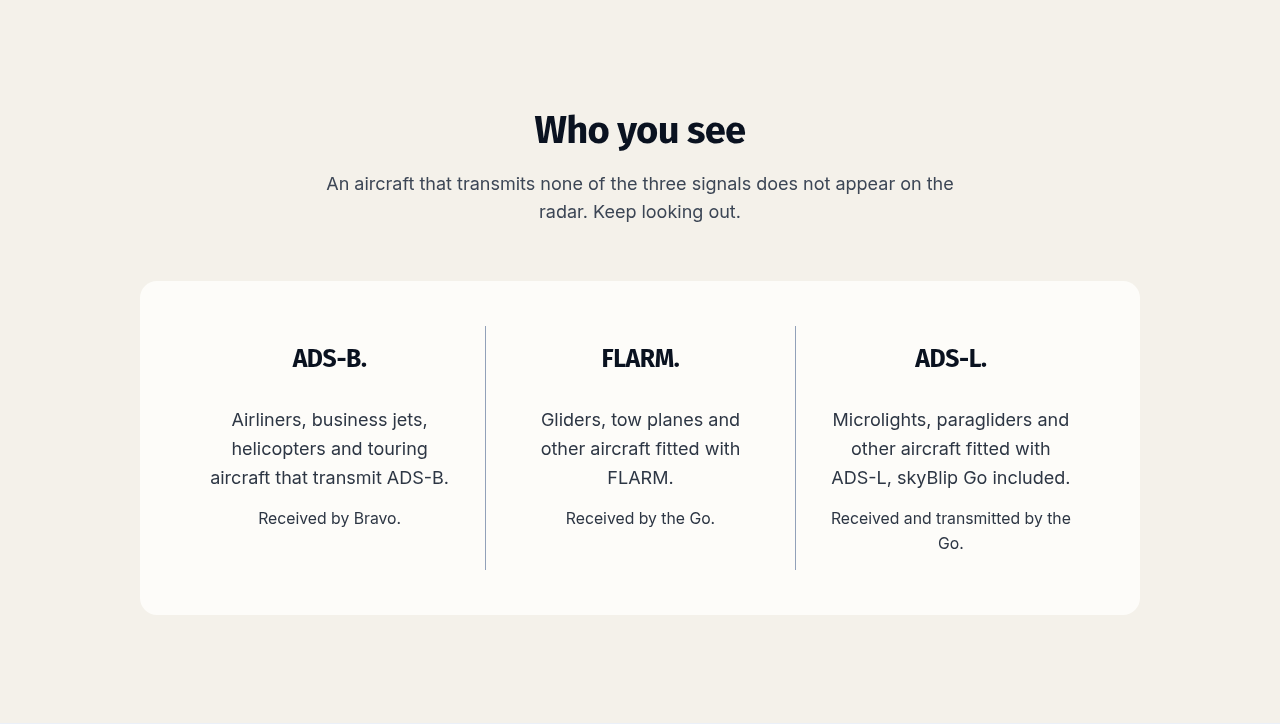 Who you see
An aircraft that transmits none of the three signals does not appear on the
radar. Keep looking out.
ADS-B.
Airliners, business jets,
helicopters and touring
aircraft that transmit ADS-B.
Received by Bravo.
FLARM.
Gliders, tow planes and
other aircraft fitted with
FLARM.
Received by the Go.
ADS-L.
Microlights, paragliders and
other aircraft fitted with
ADS-L, skyBlip Go included.
Received and transmitted by the
Go.